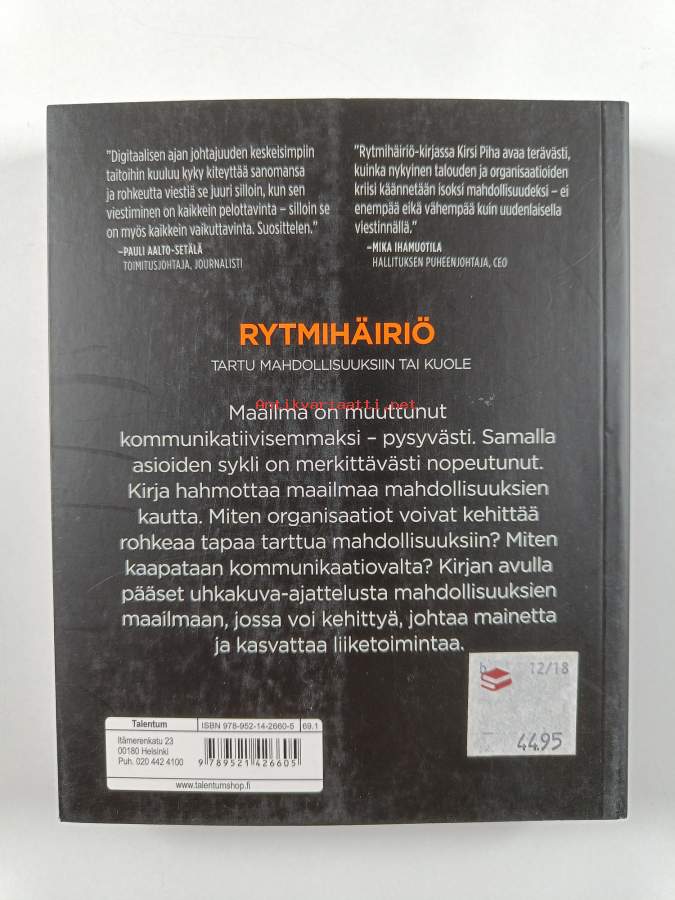 "Digitaalisen ajan johtajuuden keskeisimpiin
taitoihin kuuluu kyky kiteyttää sanomansa
ja rohkeutta viestiä se juuri silloin, kun sen
viestiminen on kaikkein pelottavinta – silloin se
on myös kaikkein vaikuttavinta. Suosittelen."
–PAULI AALTO-SETÄLÄ
TOIMITUSJOHTAJA, JOURNALISTI
"Rytmihäiriö-kirjassa Kirsi Piha avaa terävästi,
kuinka nykyinen talouden ja organisaatioiden
kriisi käännetään isoksi mahdollisuudeksi – ei
enempää eikä vähempää kuin uudenlaisella
viestinnällä."
–MIKA IHAMUOTILA
HALLITUKSEN PUHEENJOHTAJA, CEO
RYTMIHÄIRIÖ
TARTU MAHDOLLISUUKSIIN TAI KUOLE
Antikvariaatti.net
Maailma on muuttunut
kommunikatiivisemmaksi – pysyvästi. Samalla
asioiden sykli on merkittävästi nopeutunut.
Kirja hahmottaa maailmaa mahdollisuuksien
kautta. Miten organisaatiot voivat kehittää
rohkeaa tapaa tarttua mahdollisuuksiin? Miten
kaapataan kommunikaatiovalta? Kirjan avulla
pääset uhkakuva-ajattelusta mahdollisuuksien
maailmaan, jossa voi kehittyä, johtaa mainetta
ja kasvattaa liiketoimintaa.
12/18
44.95
Talentum
ISBN 978-952-14-2660-5
69.1
Itämerenkatu 23
00180 Helsinki
Puh. 020 442 4100
9 789521 426605
www.talentumshop.fi